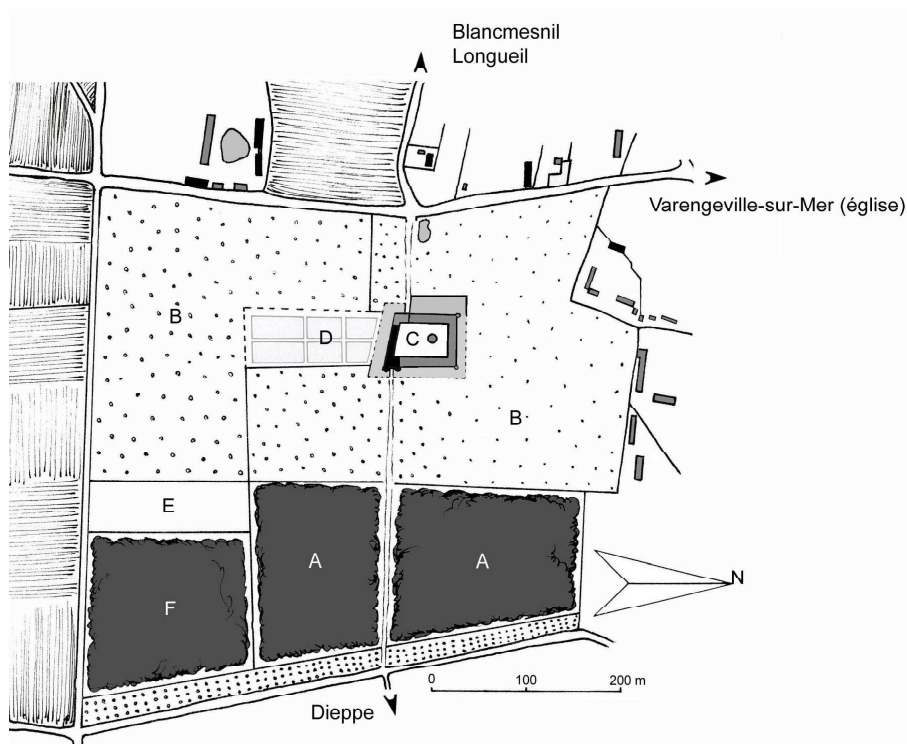 Blancmesnil
Longueil
Varengeville-sur-Mer (église)
B
D
C
B
E
A
A
F
N
0 100 200 m
Dieppe